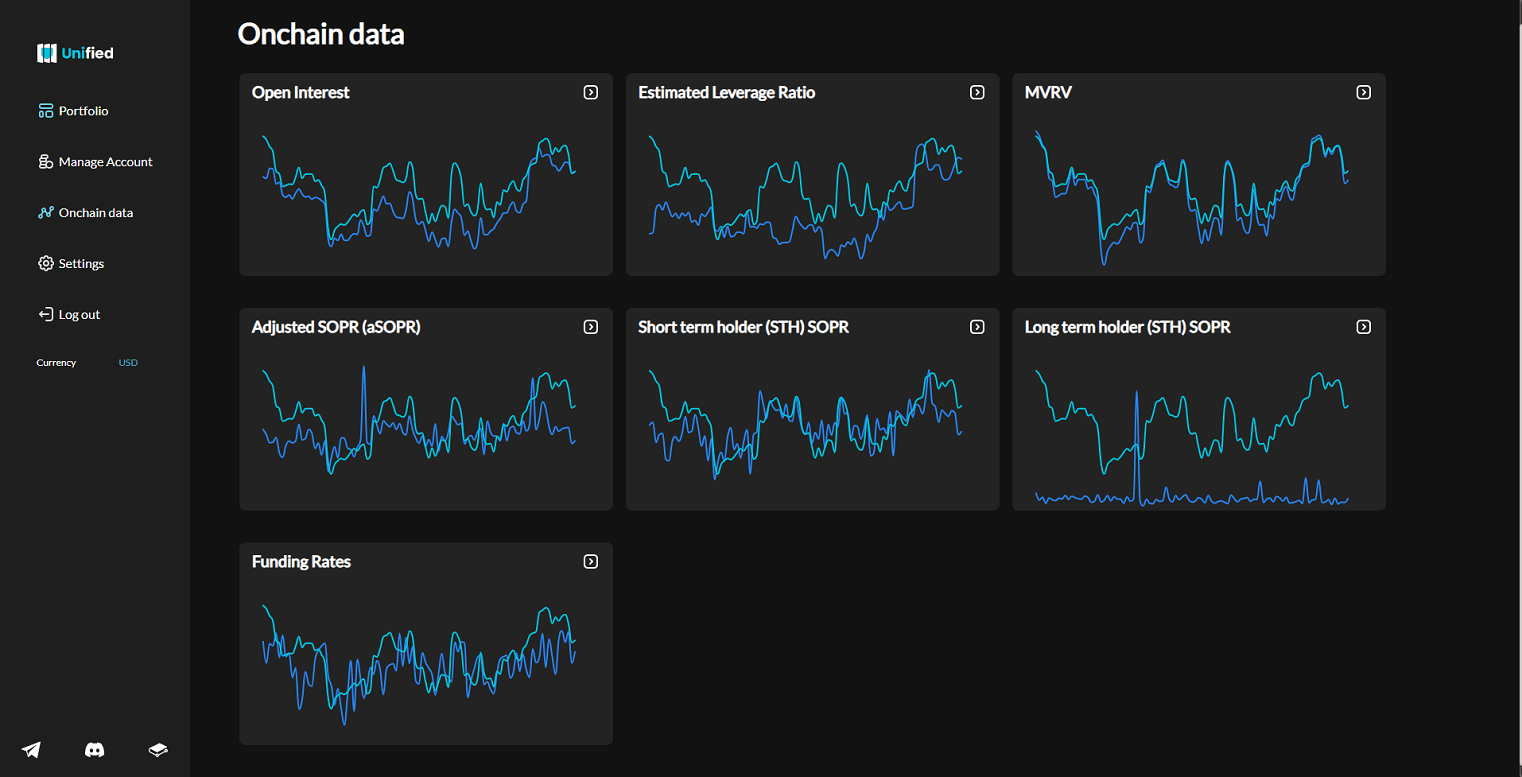 Unified
Portfolio
Manage Account
Onchain data
Settings
Log out
Currency USD
Onchain data
Open Interest
Estimated Leverage Ratio
MVRV
Adjusted SOPR (aSOPR)
Short term holder (STH) SOPR
Long term holder (STH) SOPR
Funding Rates